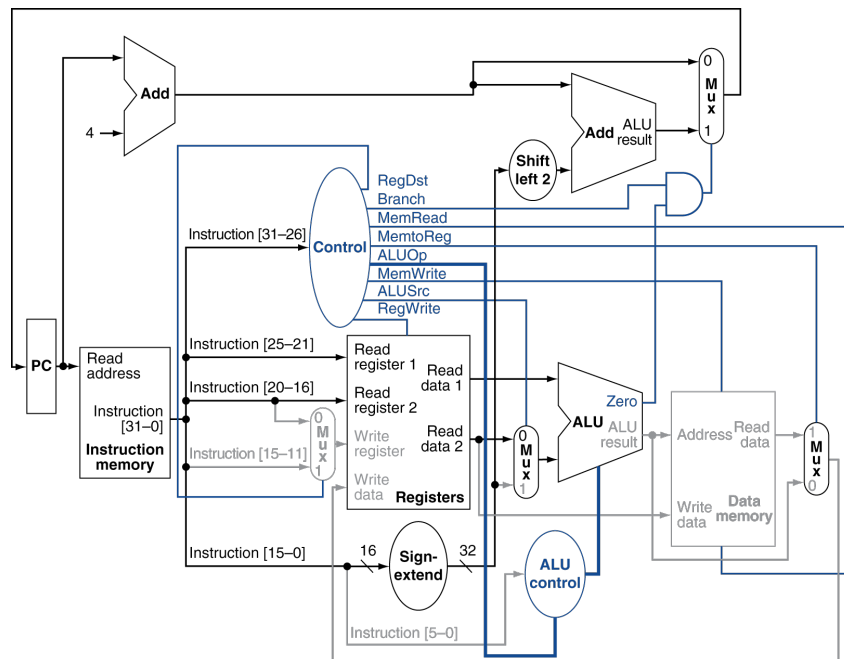 Add
4
0
M
u
x
1
Add
ALU
result
Shift
left 2
RegDst
Branch
MemRead
MemtoReg
ALUOp
MemWrite
ALUSrc
RegWrite
Control
Instruction [31–26]
PC
Read
address
Instruction
[31–0]
Instruction
memory
Instruction [25–21]
Instruction [20–16]
Instruction [15–11]
0
M
u
x
1
Read
register 1
Read
register 2
Write
register
Write
data
Read
data 1
Read
data 2
Registers
0
M
u
x
1
Zero
ALU
ALU
result
Address
Read
data
Write
data
Data
memory
1
M
u
x
0
Instruction [15–0]
16
Sign-
extend
32
ALU
control
Instruction [5–0]